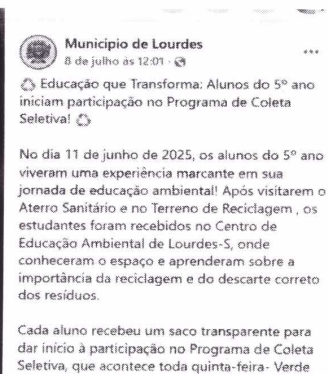 Município de Lourdes
8 de julho às 12:01 ·
Educação que Transforma: Alunos do 5º ano
iniciam participação no Programa de Coleta
Seletiva!
No dia 11 de junho de 2025, os alunos do 5º ano
viveram uma experiência marcante em sua
jornada de educação ambiental! Após visitarem o
Aterro Sanitário e no Terreno de Reciclagem , os
estudantes foram recebidos no Centro de
Educação Ambiental de Lourdes-S, onde
conheceram o espaço e aprenderam sobre a
importância da reciclagem e do descarte correto
dos resíduos.
Cada aluno recebeu um saco transparente para
dar início à participação no Programa de Coleta
Seletiva, que acontece toda quinta-feira- Verde